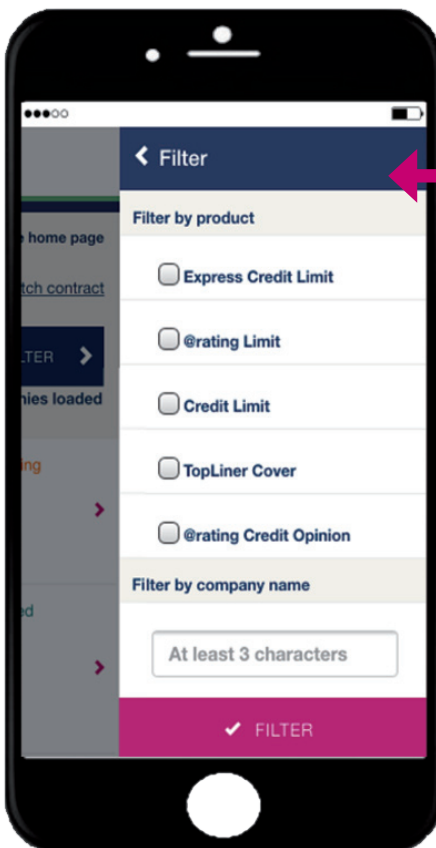 Filter
Filter by product
home page
tch contract
Express Credit Limit
@rating Limit
LTER
nies loaded
Credit Limit
ing
TopLiner Cover
@rating Credit Opinion
Filter by company name
ed
At least 3 characters
FILTER